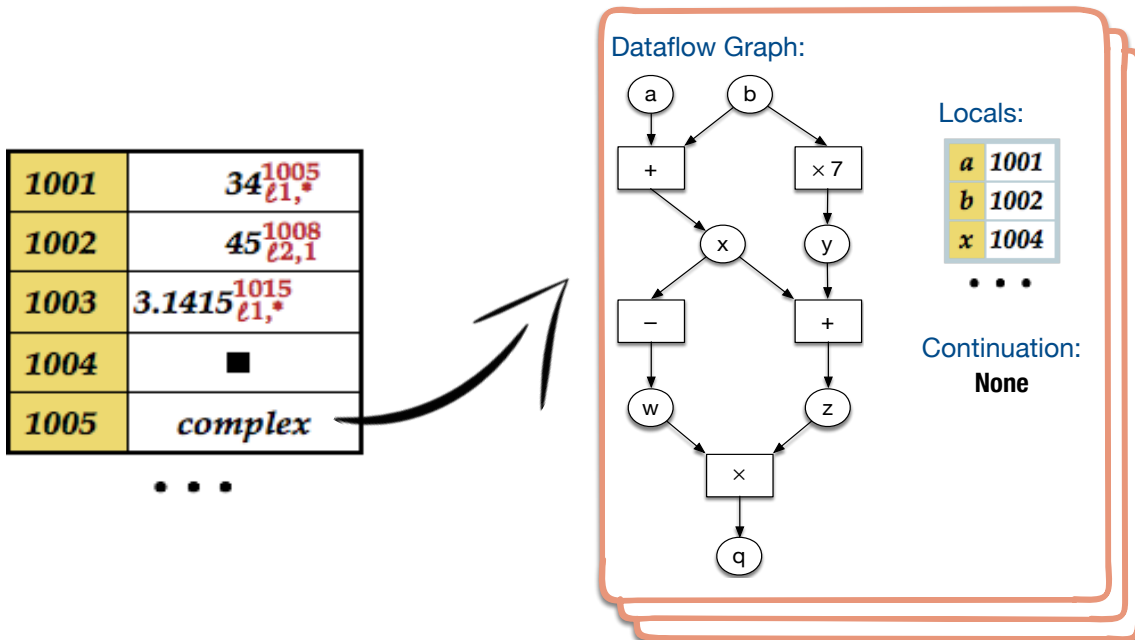 1001 34 1005 ℓ1,*
1002 45 1008 ℓ2,1
1003 3.1415 1015 ℓ1,*
1004 ■
1005 complex
• • •
Dataflow Graph:
a b
+ × 7
x y
− +
w z
×
q
Locals:
a 1001
b 1002
x 1004
• • •
Continuation:
None